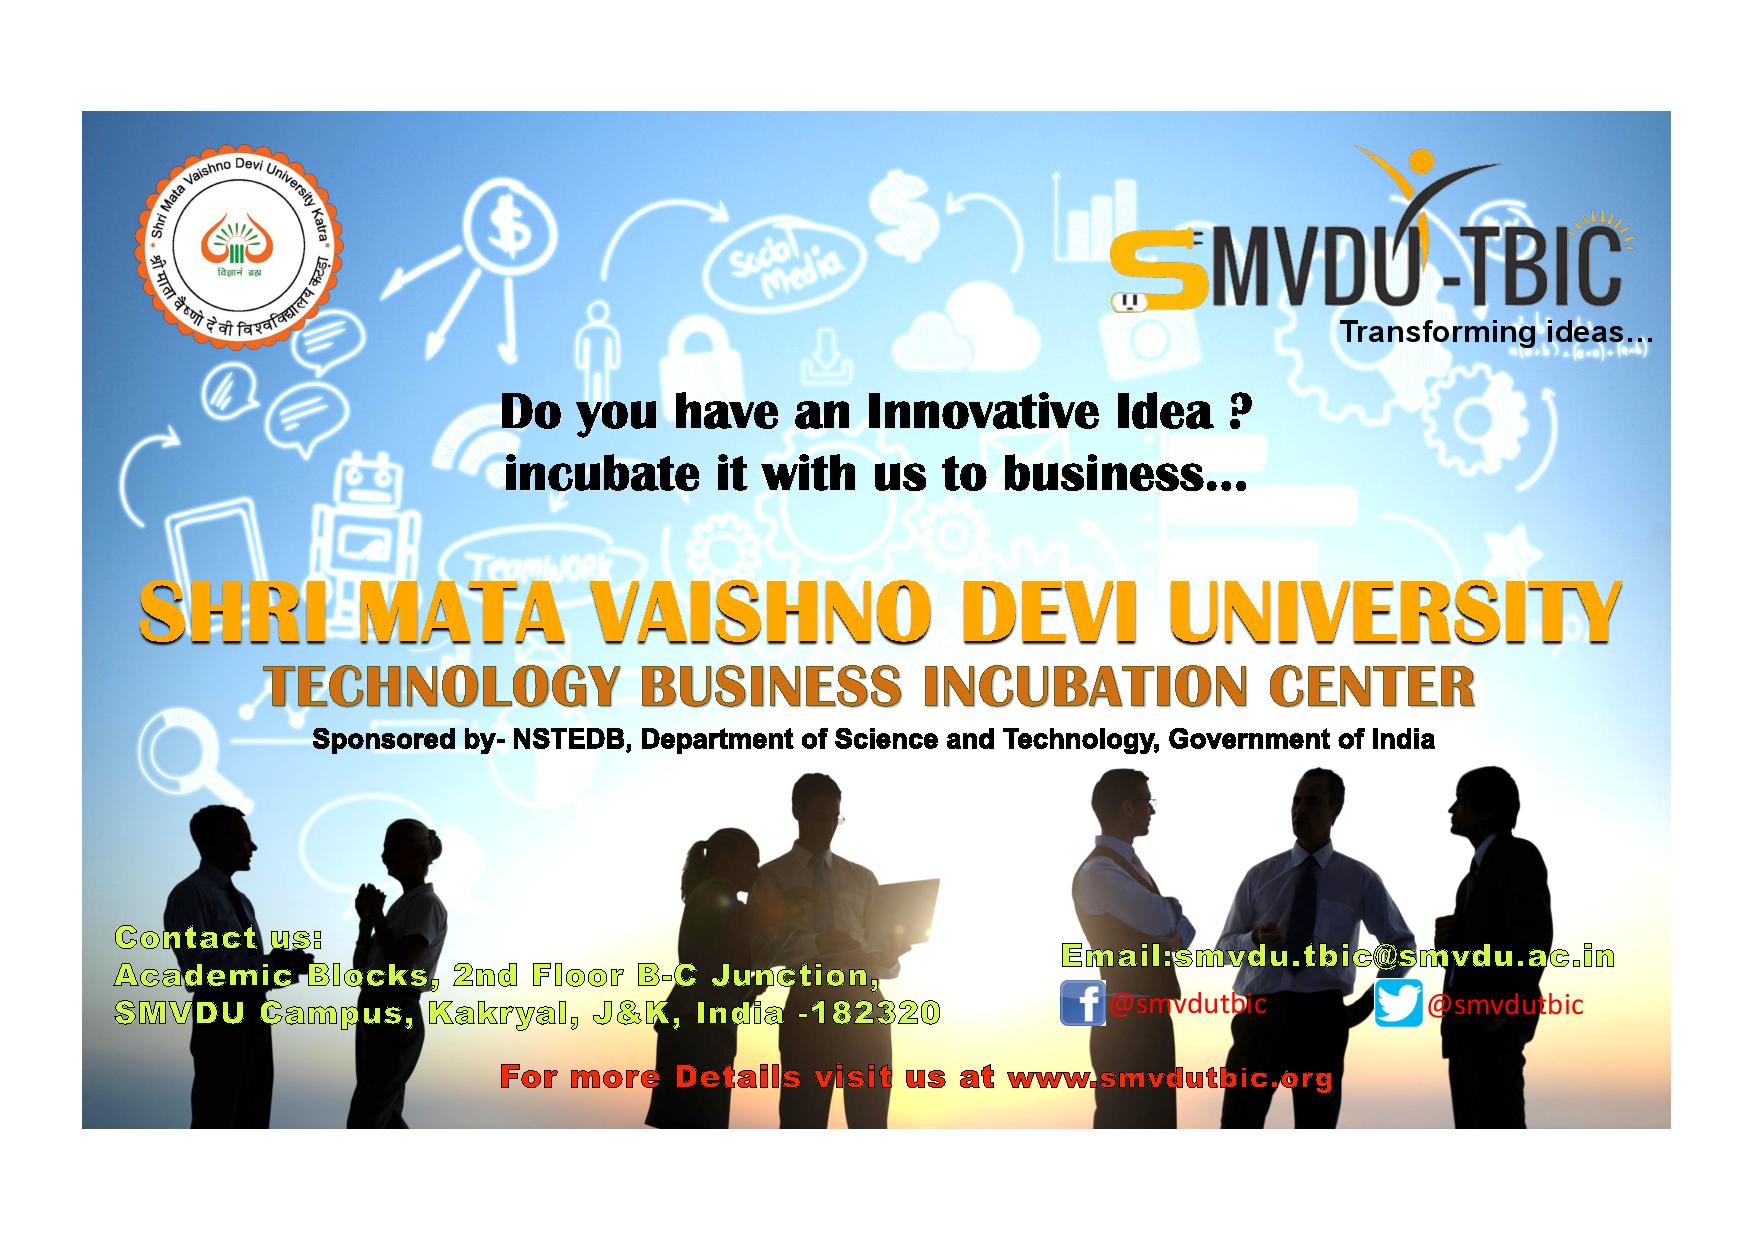 Shri Mata Vaishno Devi University Katra
श्री माता वैष्णो देवी विश्वविद्यालय कटड़ा
विज्ञानं ब्रह्म
Social
Media
SMVDU-TBIC
Transforming ideas...
Do you have an Innovative Idea ?
incubate it with us to business...
Teamwork
SHRI MATA VAISHNO DEVI UNIVERSITY
TECHNOLOGY BUSINESS INCUBATION CENTER
Sponsored by- NSTEDB, Department of Science and Technology, Government of India
Contact us:
Academic Blocks, 2nd Floor B-C Junction,
SMVDU Campus, Kakryal, J&K, India -182320
Email:smvdu.tbic@smvdu.ac.in
@smvdutbic
@smvdutbic
For more Details visit us at www.smvdutbic.org